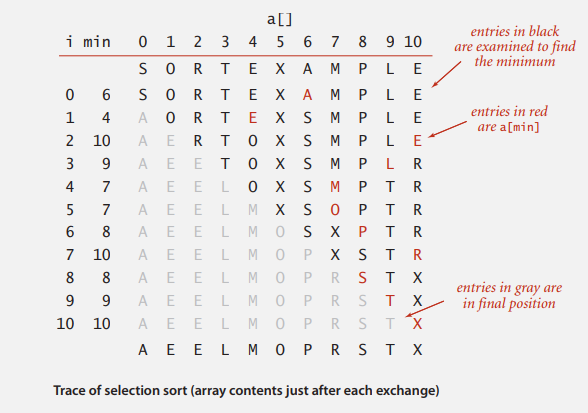 a[]
i min 0 1 2 3 4 5 6 7 8 9 10
S O R T E X A M P L E
0 6 S O R T E X A M P L E
1 4 A O R T E X S M P L E
2 10 A E R T O X S M P L E
3 9 A E E T O X S M P L R
4 7 A E E L O X S M P T R
5 7 A E E L M X S O P T R
6 8 A E E L M O S X P T R
7 10 A E E L M O P X S T R
8 8 A E E L M O P R S T X
9 9 A E E L M O P R S T X
10 10 A E E L M O P R S T X
A E E L M O P R S T X
entries in black
are examined to find
the minimum
entries in red
are a[min]
entries in gray are
in final position
Trace of selection sort (array contents just after each exchange)